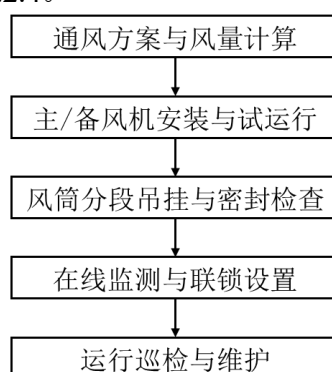 通风方案与风量计算
主/备风机安装与试运行
风筒分段吊挂与密封检查
在线监测与联锁设置
运行巡检与维护